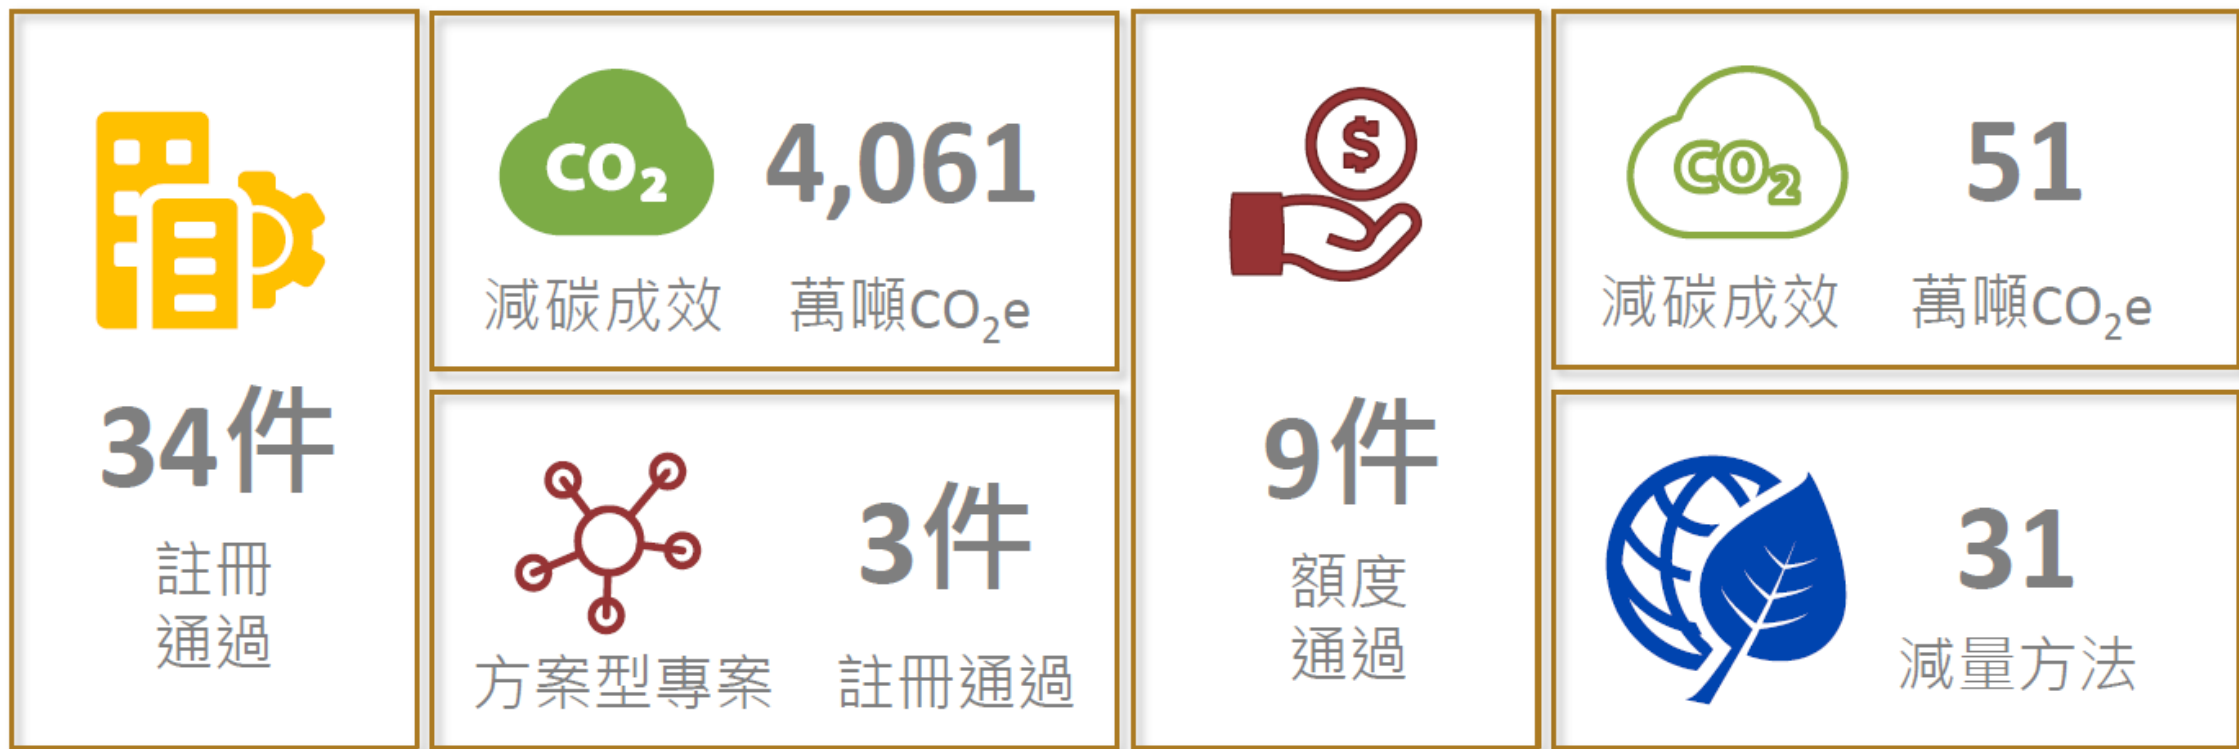 34件
註冊
通過
CO₂
4,061
減碳成效
萬噸CO₂e
3件
方案型專案
註冊通過
$
9件
額度
通過
CO₂
51
減碳成效
萬噸CO₂e
31
減量方法